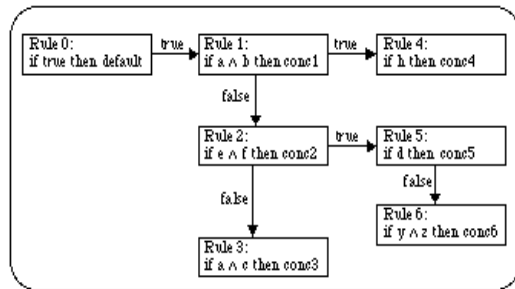 Rule 0:
if true then default
true
Rule 1:
if a ∧ b then conc1
true
Rule 4:
if h then conc4
false
Rule 2:
if e ∧ f then conc2
true
Rule 5:
if d then conc5
false
false
Rule 6:
if y ∧ z then conc6
Rule 3:
if a ∧ c then conc3